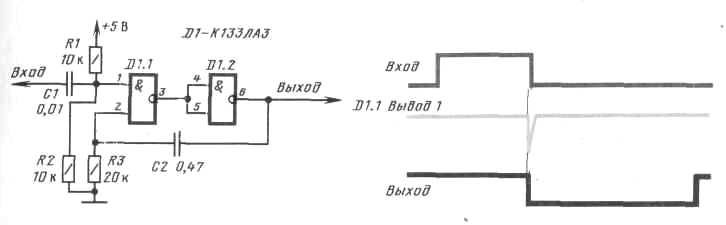 +5 В
D1-К133ЛА3
R1
10 к
D1.1
D1.2
Вход
C1
0,01
1
2
&
3
4
5
&
6
Выход
R2
10 к
R3
20 к
C2 0,47
Вход
D1.1 Вывод 1
Выход